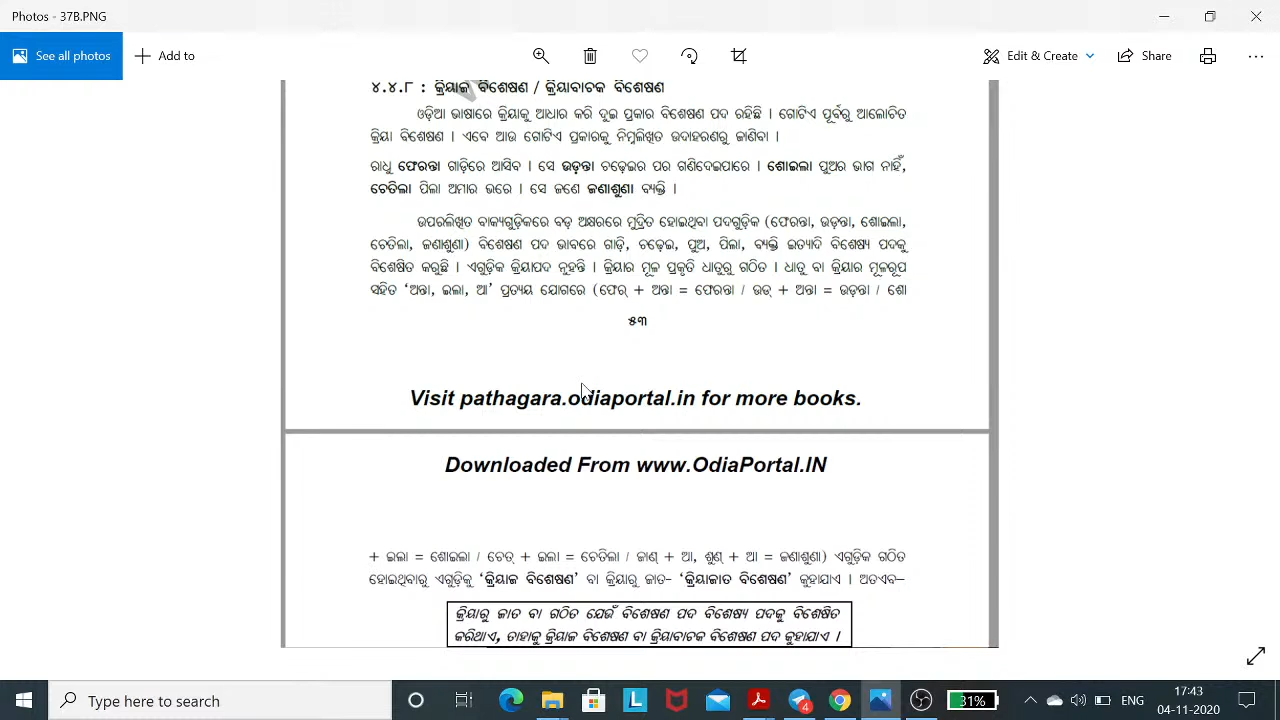 Photos - 37B.PNG
See all photos
Add to
Edit & Create
Share
୪.୪.୮ : କ୍ରିୟାଜ ବିଶେଷଣ / କ୍ରିୟାବାଚକ ବିଶେଷଣ
ଓଡ଼ିଆ ଭାଷାରେ କ୍ରିୟାକୁ ଆଧାର କରି ଦୁଇ ପ୍ରକାର ବିଶେଷଣ ପଦ ରହିଛି । ଗୋଟିଏ ପୂର୍ବରୁ ଆଲୋଚିତ
କ୍ରିୟା ବିଶେଷଣ । ଏବେ ଆଉ ଗୋଟିଏ ପ୍ରକାରକୁ ନିମ୍ନଲିଖିତ ଉଦାହରଣରୁ ଜାଣିବା ।
ରାଧୁ ଫେରନ୍ତା ଗାଡ଼ିରେ ଆସିବ । ସେ ଉଡ଼ନ୍ତା ଚଢ଼େଇର ପର ଗଣିଦେଇପାରେ । ଶୋଇଲା ପୁଅର ଭାଗ ନାହିଁ,
ଚେତିଲା ପିଲା ଅମାର ଭରେ । ସେ ଜଣେ ଜଣାଶୁଣା ବ୍ୟକ୍ତି ।
ଉପରଲିଖିତ ବାକ୍ୟଗୁଡ଼ିକରେ ବଡ଼ ଅକ୍ଷରରେ ମୁଦ୍ରିତ ହୋଇଥିବା ପଦଗୁଡ଼ିକ (ଫେରନ୍ତା, ଉଡ଼ନ୍ତା, ଶୋଇଲା,
ଚେତିଲା, ଜଣାଶୁଣା) ବିଶେଷଣ ପଦ ଭାବରେ ଗାଡ଼ି, ଚଢ଼େଇ, ପୁଅ, ପିଲା, ବ୍ୟକ୍ତି ଇତ୍ୟାଦି ବିଶେଷ୍ୟ ପଦକୁ
ବିଶେଷିତ କରୁଛି । ଏଗୁଡ଼ିକ କ୍ରିୟାପଦ ନୁହନ୍ତି । କ୍ରିୟାର ମୂଳ ପ୍ରକୃତି ଧାତୁରୁ ଗଠିତ । ଧାତୁ ବା କ୍ରିୟାର ମୂଳରୂପ
ସହିତ ‘ଅନ୍ତା, ଇଲା, ଆ’ ପ୍ରତ୍ୟୟ ଯୋଗରେ (ଫେର୍ + ଅନ୍ତା = ଫେରନ୍ତା / ଉଡ୍ + ଅନ୍ତା = ଉଡ଼ନ୍ତା / ଶୋ
୫୩
Visit pathagara.odiaportal.in for more books.
Downloaded From www.OdiaPortal.IN
+ ଇଲା = ଶୋଇଲା / ଚେତ୍ + ଇଲା = ଚେତିଲା / ଜାଣ୍ + ଆ, ଶୁଣ୍ + ଆ = ଜଣାଶୁଣା) ଏଗୁଡ଼ିକ ଗଠିତ
ହୋଇଥିବାରୁ ଏଗୁଡ଼ିକୁ ‘କ୍ରିୟାଜ ବିଶେଷଣ’ ବା କ୍ରିୟାରୁ ଜାତ- ‘କ୍ରିୟାଜାତ ବିଶେଷଣ’ କୁହାଯାଏ । ଅତଏବ–
କ୍ରିୟାରୁ ଜାତ ବା ଗଠିତ ଯେଉଁ ବିଶେଷଣ ପଦ ବିଶେଷ୍ୟ ପଦକୁ ବିଶେଷିତ
କରିଥାଏ, ତାହାକୁ କ୍ରିୟାଜ ବିଶେଷଣ ବା କ୍ରିୟାବାଚକ ବିଶେଷଣ ପଦ କୁହାଯାଏ ।
Type here to search
4
31%
ENG
17:43
04-11-2020